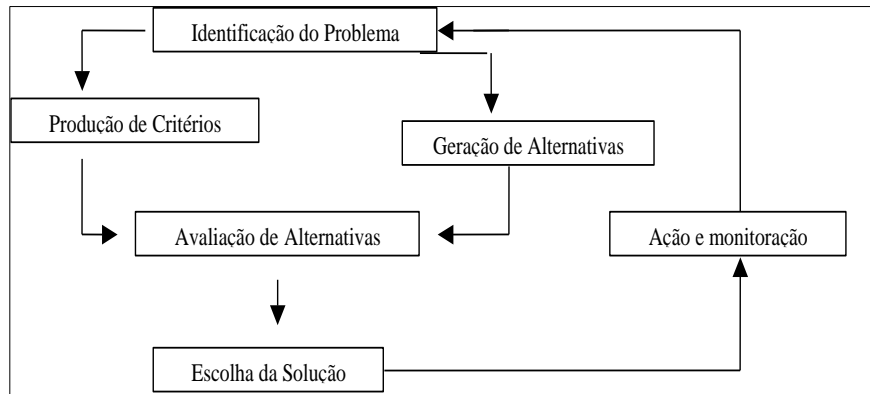 Identificação do Problema
Produção de Critérios
Geração de Alternativas
Avaliação de Alternativas
Ação e monitoração
Escolha da Solução